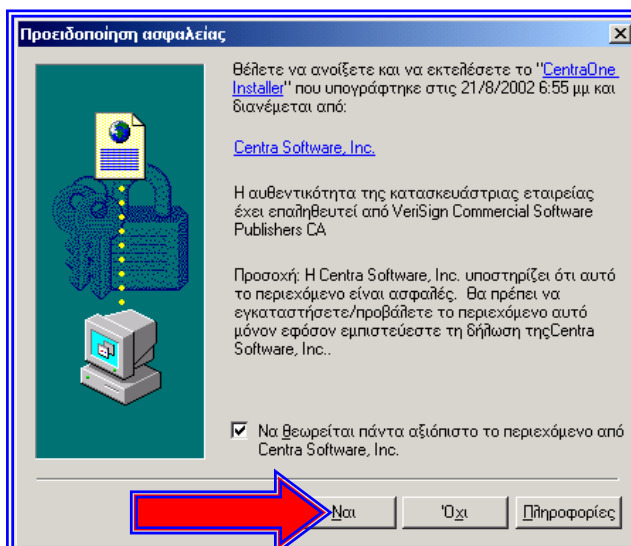 Προειδοποίηση ασφαλείας
Θέλετε να ανοίξετε και να εκτελέσετε το "CentraOne
Installer" που υπογράφτηκε στις 21/8/2002 6:55 μμ και
διανέμεται από:
Centra Software, Inc.
Η αυθεντικότητα της κατασκευάστριας εταιρείας
έχει επαληθευτεί από VeriSign Commercial Software
Publishers CA
Προσοχή: Η Centra Software, Inc. υποστηρίζει ότι αυτό
το περιεχόμενο είναι ασφαλές. Θα πρέπει να
εγκαταστήσετε/προβάλετε το περιεχόμενο αυτό
μόνον εφόσον εμπιστεύεστε τη δήλωση τηςCentra
Software, Inc..
Να θεωρείται πάντα αξιόπιστο το περιεχόμενο από
Centra Software, Inc.
Ναι Όχι Πληροφορίες